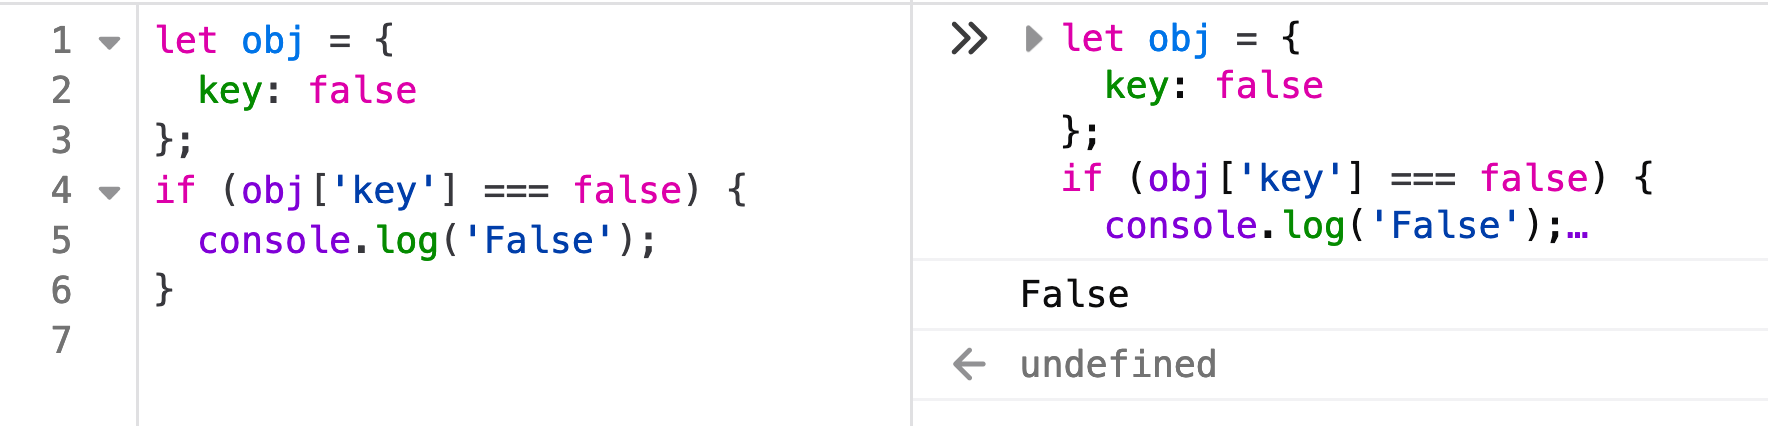 1 let obj = {
2   key: false
3 };
4 if (obj['key'] === false) {
5   console.log('False');
6 }
7
let obj = {
  key: false
};
if (obj['key'] === false) {
  console.log('False');…
False
undefined